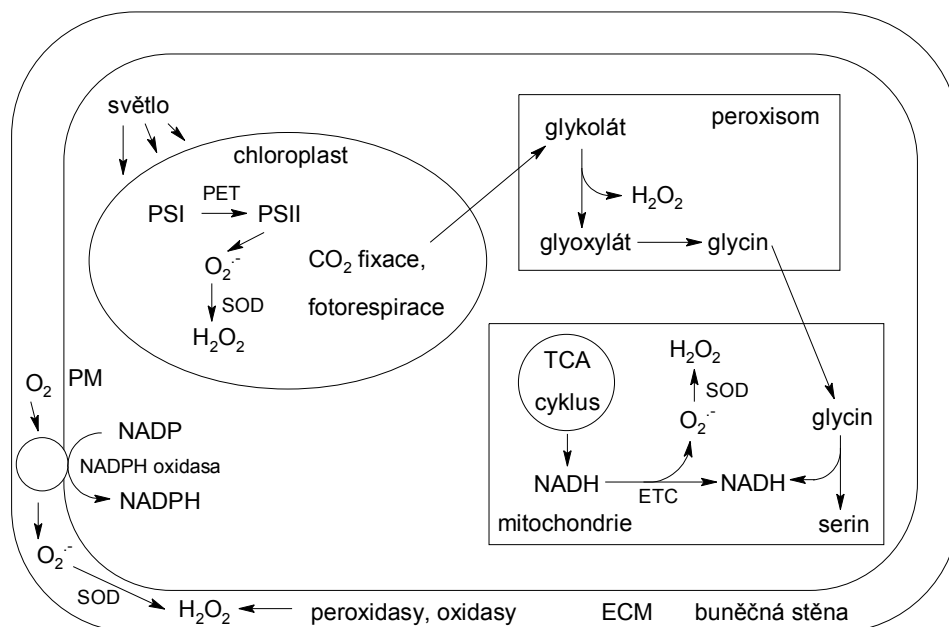 světlo
chloroplast
PET
PSI
PSII
O₂·⁻
SOD
H₂O₂
CO₂ fixace,
fotorespirace
peroxisom
glykolát
H₂O₂
glyoxylát
glycin
TCA
cyklus
H₂O₂
SOD
O₂·⁻
glycin
NADH
ETC
NADH
mitochondrie
serin
O₂
PM
NADP
NADPH oxidasa
NADPH
O₂·⁻
SOD
H₂O₂
peroxidasy, oxidasy
ECM
buněčná stěna